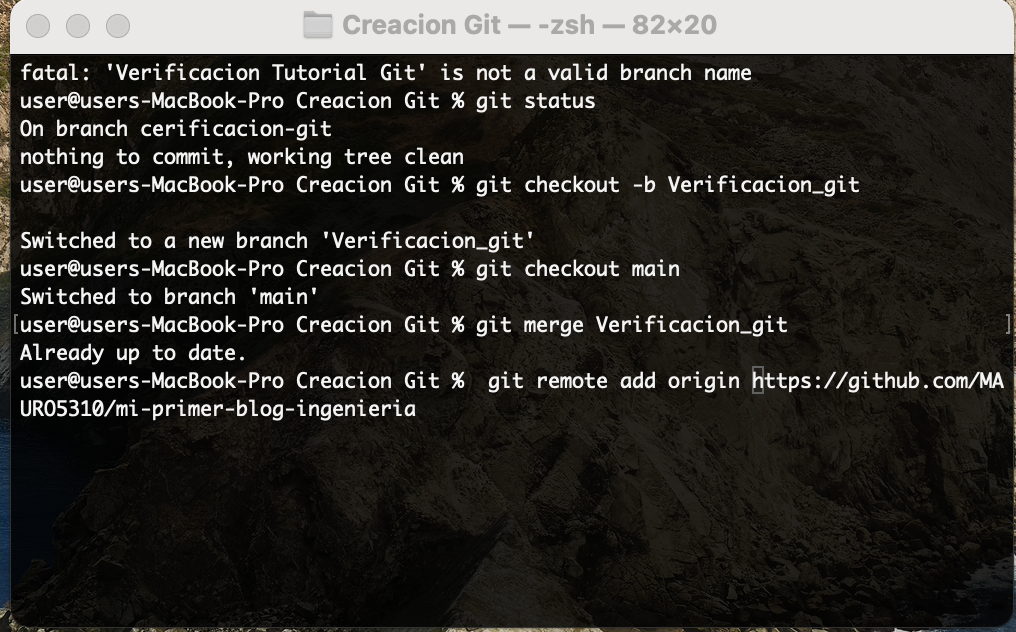 Creacion Git — -zsh — 82×20
fatal: 'Verificacion Tutorial Git' is not a valid branch name
user@users-MacBook-Pro Creacion Git % git status
On branch cerificacion-git
nothing to commit, working tree clean
user@users-MacBook-Pro Creacion Git % git checkout -b Verificacion_git
Switched to a new branch 'Verificacion_git'
user@users-MacBook-Pro Creacion Git % git checkout main
Switched to branch 'main'
[user@users-MacBook-Pro Creacion Git % git merge Verificacion_git ]
Already up to date.
user@users-MacBook-Pro Creacion Git %  git remote add origin https://github.com/MA
URO5310/mi-primer-blog-ingenieria